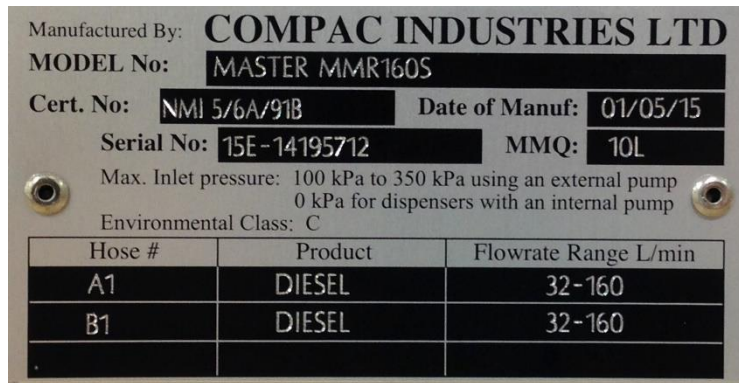 Manufactured By: COMPAC INDUSTRIES LTD
MODEL No: MASTER MMR160S
Cert. No: NMI 5/6A/91B Date of Manuf: 01/05/15
Serial No: 15E-14195712 MMQ: 10L
Max. Inlet pressure: 100 kPa to 350 kPa using an external pump
0 kPa for dispensers with an internal pump
Environmental Class: C
Hose # Product Flowrate Range L/min
A1 DIESEL 32-160
B1 DIESEL 32-160